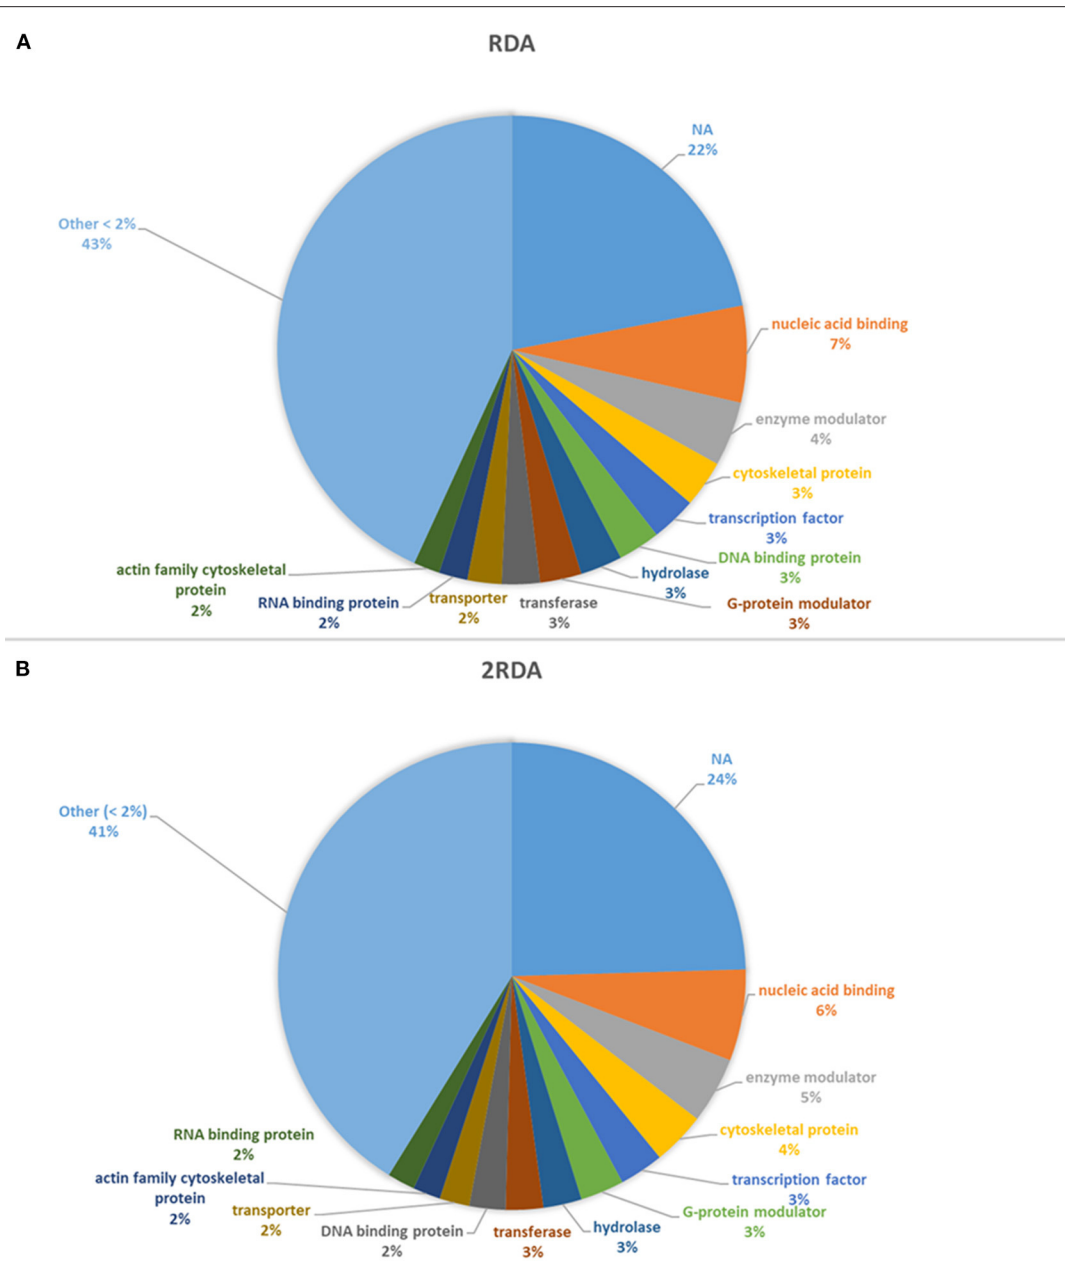 A
RDA
NA
22%
Other < 2%
43%
nucleic acid binding
7%
enzyme modulator
4%
cytoskeletal protein
3%
transcription factor
3%
DNA binding protein
3%
hydrolase
3%
G-protein modulator
3%
transferase
3%
transporter
2%
RNA binding protein
2%
actin family cytoskeletal
protein
2%
B
2RDA
NA
24%
Other (< 2%)
41%
nucleic acid binding
6%
enzyme modulator
5%
cytoskeletal protein
4%
transcription factor
3%
G-protein modulator
3%
hydrolase
3%
transferase
3%
DNA binding protein
2%
transporter
2%
actin family cytoskeletal
protein
2%
RNA binding protein
2%